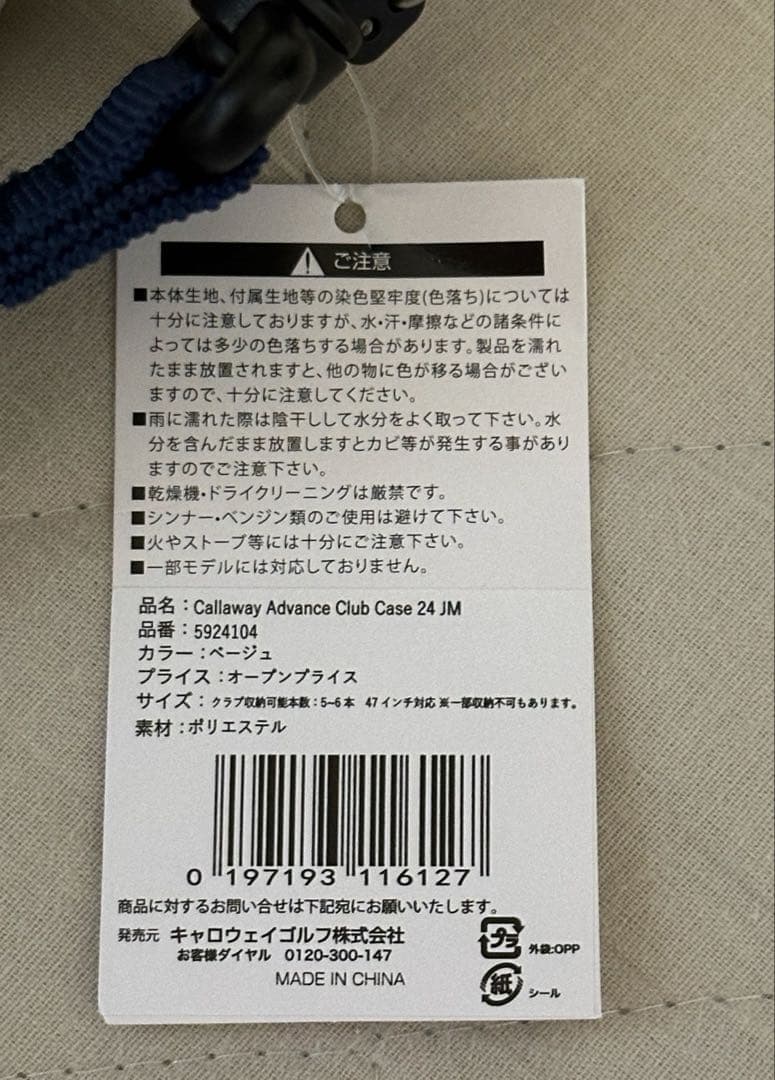 ご注意
■本体生地、付属生地等の染色堅牢度(色落ち)については
十分に注意しておりますが、水・汗・摩擦などの諸条件に
よっては多少の色落ちする場合があります。製品を濡れ
たまま放置されますと、他の物に色が移る場合がござい
ますので、十分に注意してください。
■雨に濡れた際は陰干しして水分をよく取って下さい。水
分を含んだまま放置しますとカビ等が発生する事があり
ますのでご注意下さい。
■乾燥機・ドライクリーニングは厳禁です。
■シンナー・ベンジン類のご使用は避けて下さい。
■火やストーブ等には十分にご注意下さい。
■一部モデルには対応しておりません。
品名：Callaway Advance Club Case 24 JM
品番：5924104
カラー：ベージュ
プライス：オープンプライス
サイズ：クラブ収納可能本数：5~6本 47インチ対応 ※一部収納不可もあります。
素材：ポリエステル
0 197193 116127
商品に対するお問い合せは下記宛にお願いいたします。
発売元 キャロウェイゴルフ株式会社
お客様ダイヤル 0120-300-147
MADE IN CHINA
プラ 外袋:OPP
紙 シール